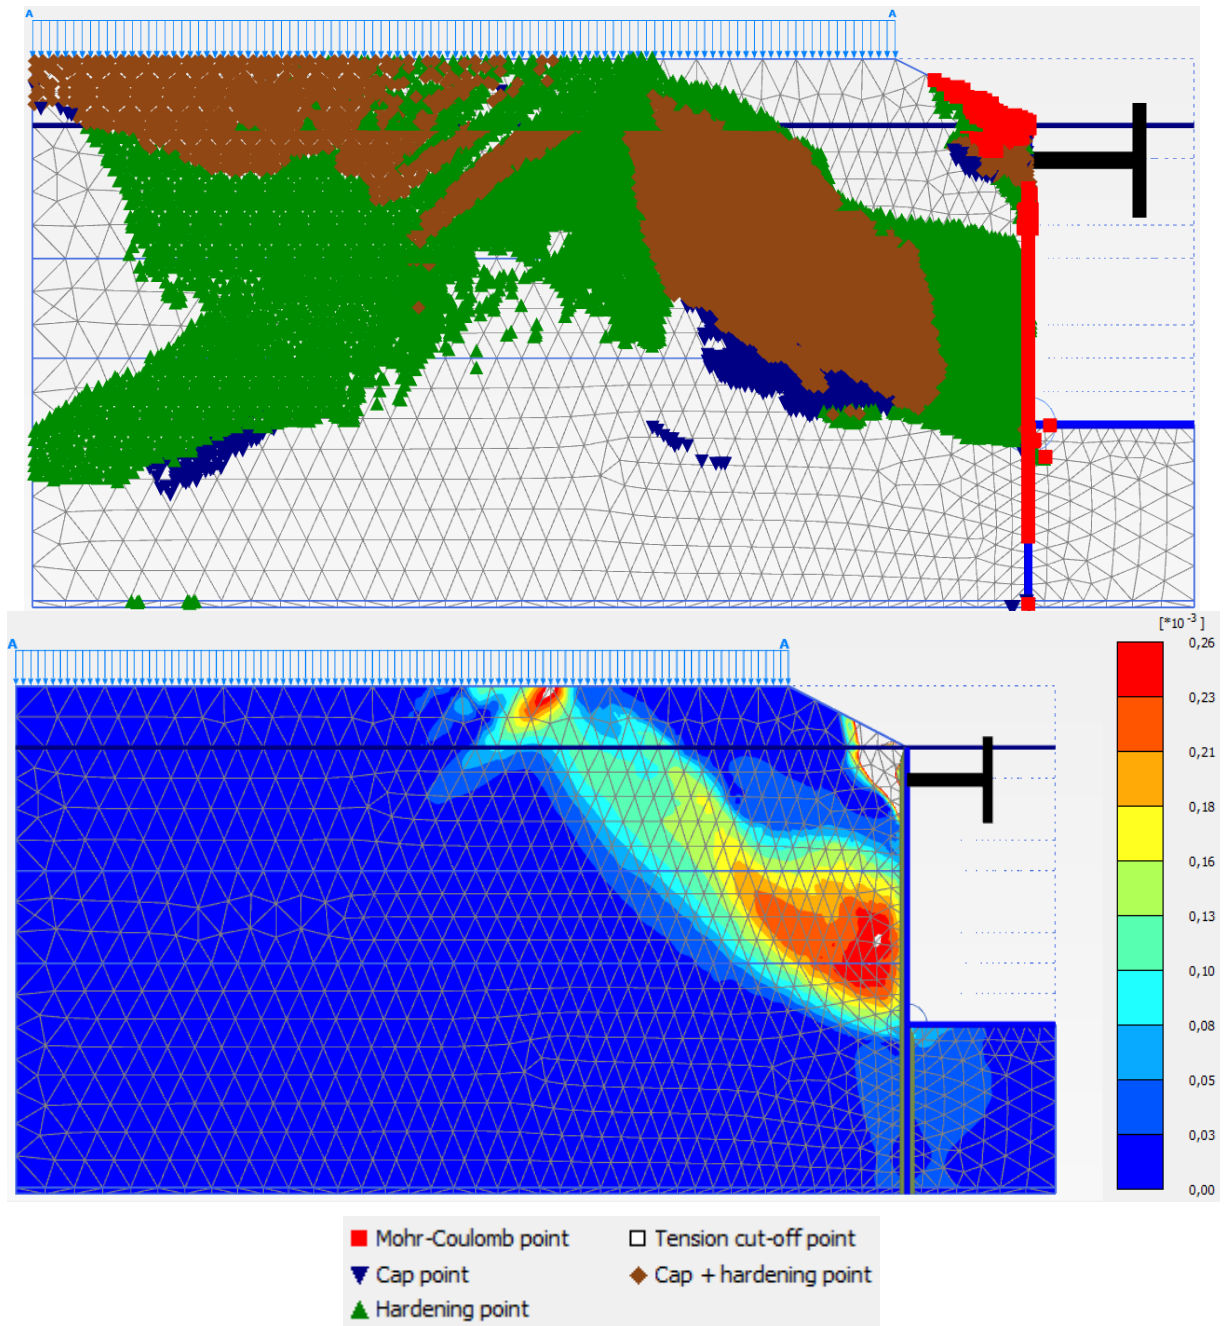 A A
[*10 -3 ]
A A
0,26
0,23
0,21
0,18
0,16
0,13
0,10
0,08
0,05
0,03
0,00
Mohr-Coulomb point
Tension cut-off point
Cap point
Cap + hardening point
Hardening point